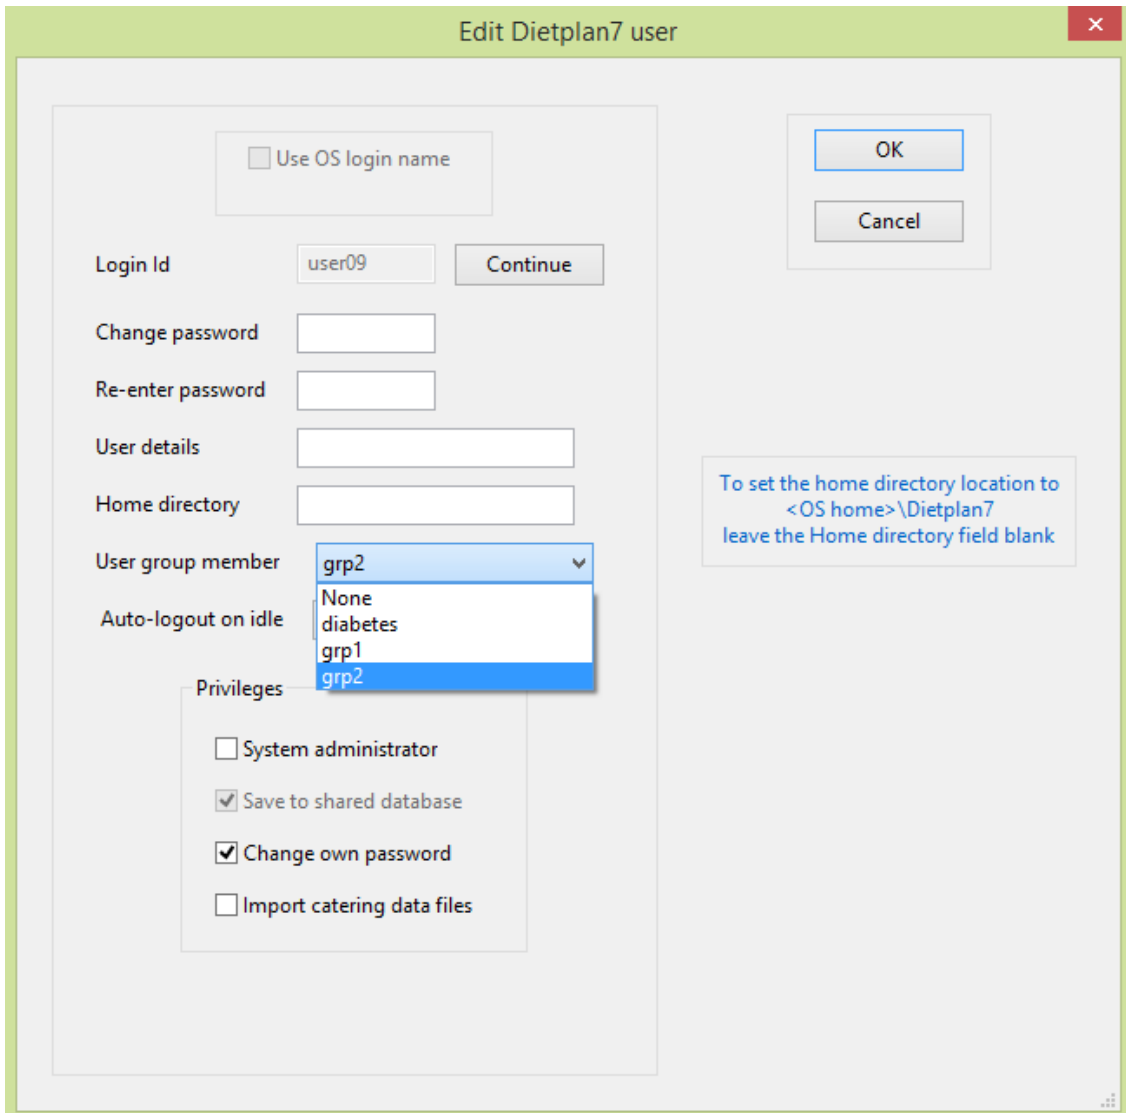 Edit Dietplan7 user
Use OS login name
OK
Cancel
Login Id
user09
Continue
Change password
Re-enter password
User details
Home directory
To set the home directory location to
<OS home>\Dietplan7
leave the Home directory field blank
User group member
grp2
None
diabetes
grp1
grp2
Auto-logout on idle
Privileges
System administrator
Save to shared database
Change own password
Import catering data files